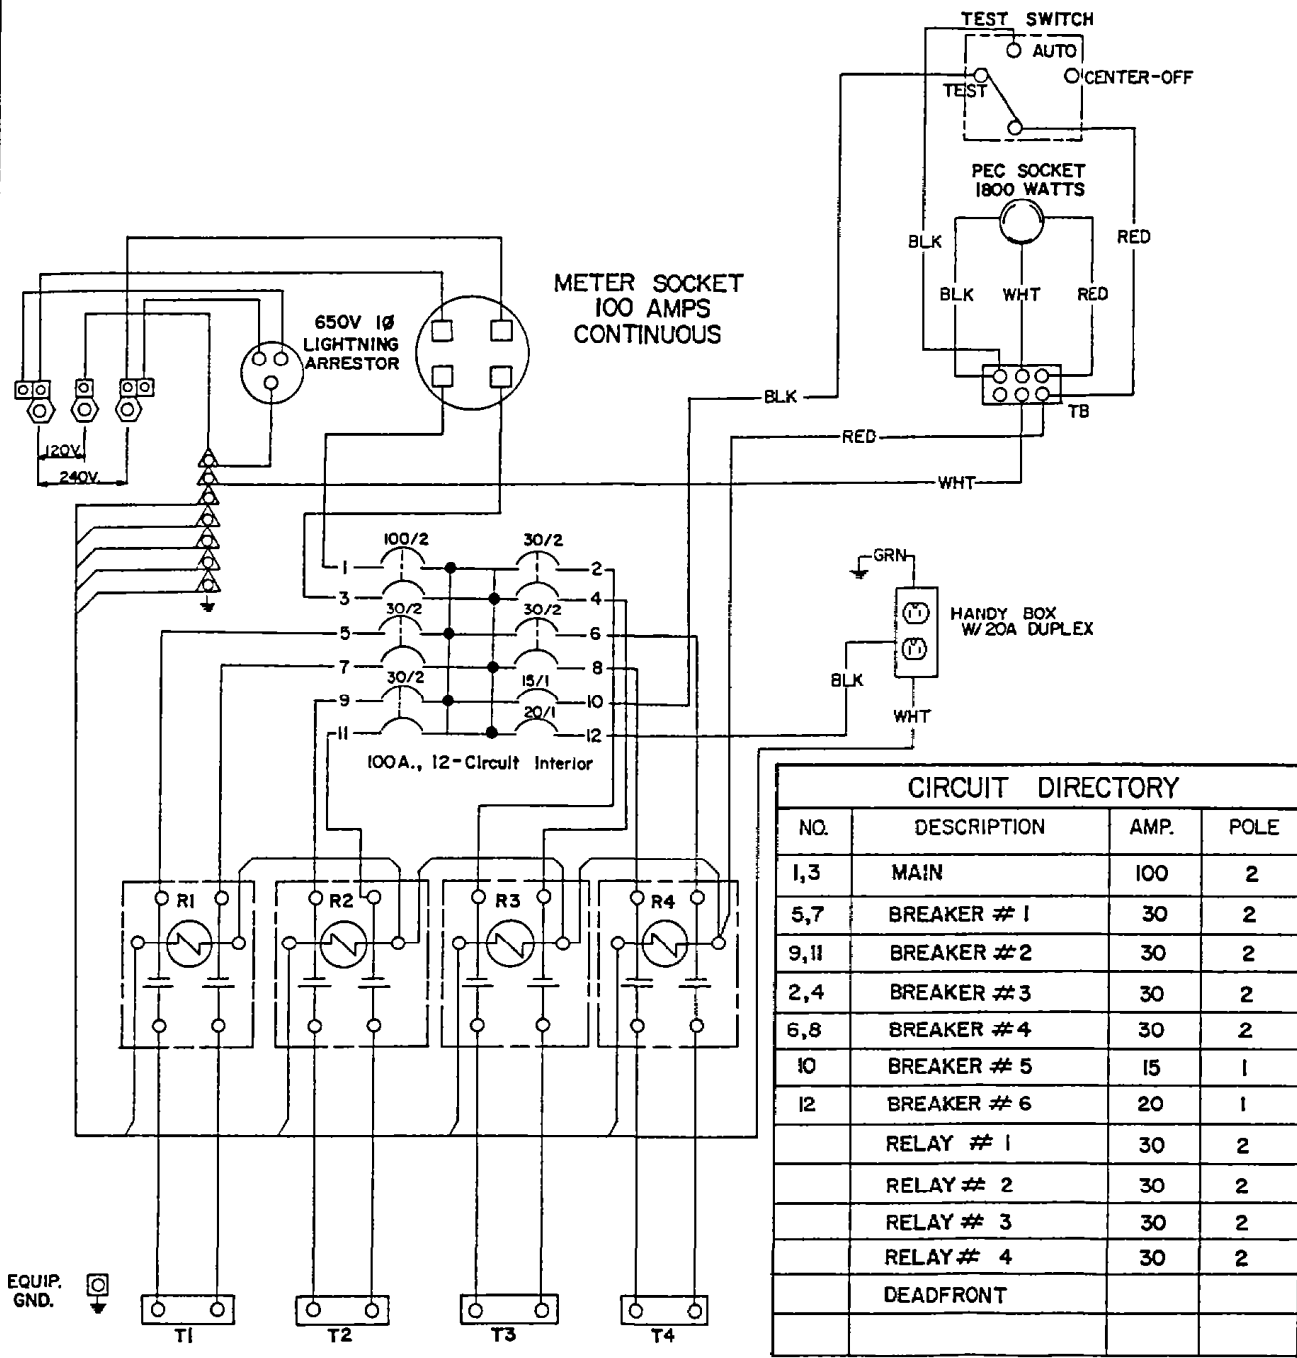 TEST SWITCH
AUTO
CENTER-OFF
TEST
PEC SOCKET
1800 WATTS
BLK
RED
BLK
WHT
RED
TB
METER SOCKET
100 AMPS
CONTINUOUS
650V 1Ø
LIGHTNING
ARRESTOR
120V.
240V.
BLK
RED
WHT
100/2
30/2
1
2
3
4
30/2
30/2
5
6
7
8
30/2
15/1
9
10
20/1
11
12
100A., 12-Circuit Interior
GRN
HANDY BOX
W/20A DUPLEX
BLK
WHT
R1
R2
R3
R4
EQUIP.
GND.
T1
T2
T3
T4
CIRCUIT DIRECTORY
NO. DESCRIPTION AMP. POLE
1,3 MAIN 100 2
5,7 BREAKER # 1 30 2
9,11 BREAKER #2 30 2
2,4 BREAKER #3 30 2
6,8 BREAKER #4 30 2
10 BREAKER # 5 15 1
12 BREAKER # 6 20 1
RELAY # 1 30 2
RELAY # 2 30 2
RELAY # 3 30 2
RELAY # 4 30 2
DEADFRONT